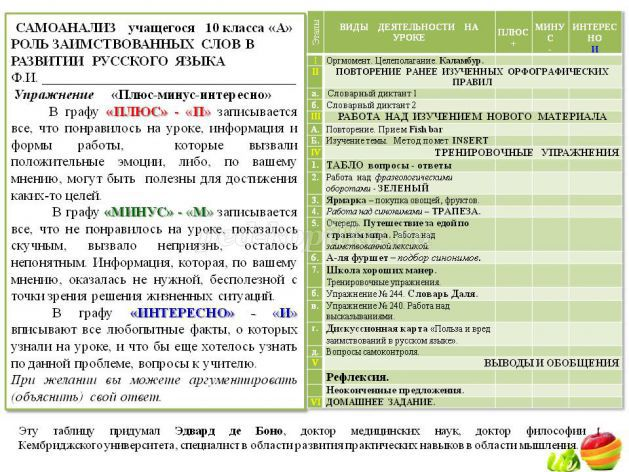 САМОАНАЛИЗ учащегося 10 класса «А»
РОЛЬ ЗАИМСТВОВАННЫХ СЛОВ В
РАЗВИТИИ РУССКОГО ЯЗЫКА
Ф.И.
Упражнение «Плюс-минус-интересно»
В графу «ПЛЮС» - «П» записывается
все, что понравилось на уроке, информация и
формы работы, которые вызвали
положительные эмоции, либо, по вашему
мнению, могут быть полезны для достижения
каких-то целей.
В графу «МИНУС» - «М» записывается
все, что не понравилось на уроке, показалось
скучным, вызвало неприязнь, осталось
непонятным. Информация, которая, по вашему
мнению, оказалась не нужной, бесполезной с
точки зрения решения жизненных ситуаций.
В графу «ИНТЕРЕСНО» - «И»
вписывают все любопытные факты, о которых
узнали на уроке, и что бы еще хотелось узнать
по данной проблеме, вопросы к учителю.
При желании вы можете аргументировать
(объяснить) свой ответ.
Этапы
ВИДЫ ДЕЯТЕЛЬНОСТИ НА
УРОКЕ
ПЛЮС
+
МИНУ
С
-
ИНТЕРЕС
НО
И
I Оргмомент. Целеполагание. Каламбур.
II ПОВТОРЕНИЕ РАНЕЕ ИЗУЧЕННЫХ ОРФОГРАФИЧЕСКИХ
ПРАВИЛ
а. Словарный диктант 1
б. Словарный диктант 2
III РАБОТА НАД ИЗУЧЕНИЕМ НОВОГО МАТЕРИАЛА
А. Повторение. Прием Fish bar
Б. Изучение темы. Метод помет INSERT
IV ТРЕНИРОВОЧНЫЕ УПРАЖНЕНИЯ
1. ТАБЛО вопросы - ответы
2. Работа над фразеологическими
оборотами - ЗЕЛЕНЫЙ
3. Ярмарка – покупка овощей, фруктов.
4. Работа над синонимами – ТРАПЕЗА.
5. Очередь. Путешествие за едой по
странам мира. Работа над
заимствованной лексикой.
6. А-ля фуршет – подбор синонимов.
7. Школа хороших манер.
Тренировочные упражнения.
б. Упражнение № 244. Словарь Даля.
в. Упражнение № 240. Работа над
высказываниями.
г. Дискуссионная карта «Польза и вред
заимствований в русском языке».
д. Вопросы самоконтроля.
V ВЫВОДЫ И ОБОБЩЕНИЯ
Рефлексия.
Неоконченные предложения.
VI ДОМАШНЕЕ ЗАДАНИЕ.
Эту таблицу придумал Эдвард де Боно, доктор медицинских наук, доктор философии
Кембриджского университета, специалист в области развития практических навыков в области мышления.